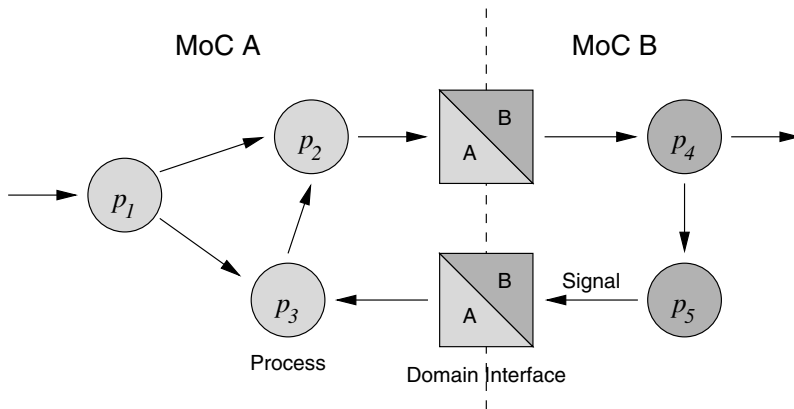 MoC A
MoC B
p1
p2
p3
B
A
p4
B
A
Signal
p5
Process
Domain Interface